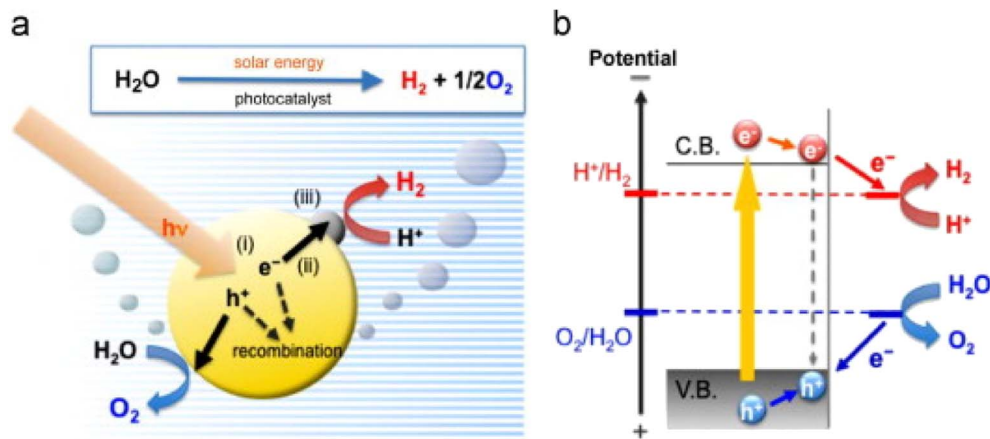 a
H₂O
solar energy
photocatalyst
H₂ + 1/2O₂
hν
(i)
(ii)
(iii)
e⁻
h⁺
recombination
H₂
H⁺
H₂O
O₂
b
Potential
−
C.B.
e⁻
e⁻
e⁻
H⁺/H₂
H₂
H⁺
O₂/H₂O
H₂O
O₂
e⁻
V.B.
h⁺
h⁺
+